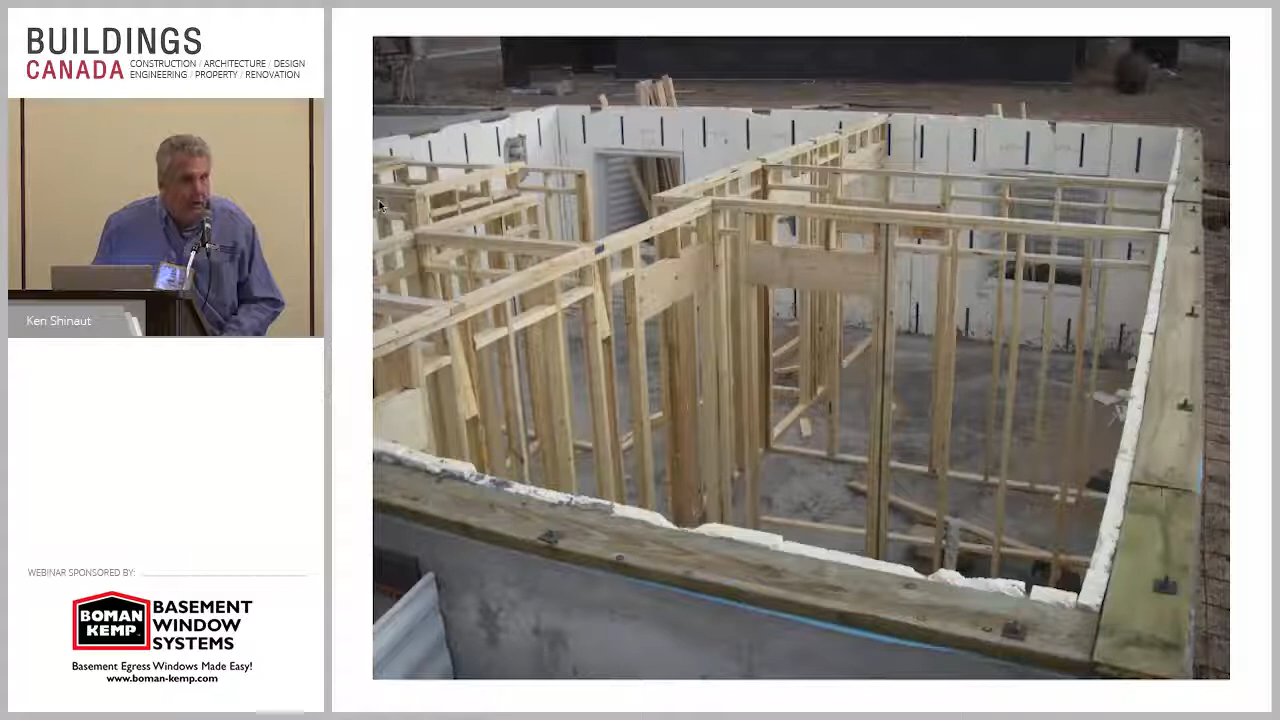 BUILDINGS
CANADA
CONSTRUCTION / ARCHITECTURE / DESIGN
ENGINEERING / PROPERTY / RENOVATION
Ken Shinaut
WEBINAR SPONSORED BY:
BOMAN
KEMP
BASEMENT
WINDOW
SYSTEMS
Basement Egress Windows Made Easy!
www.boman-kemp.com